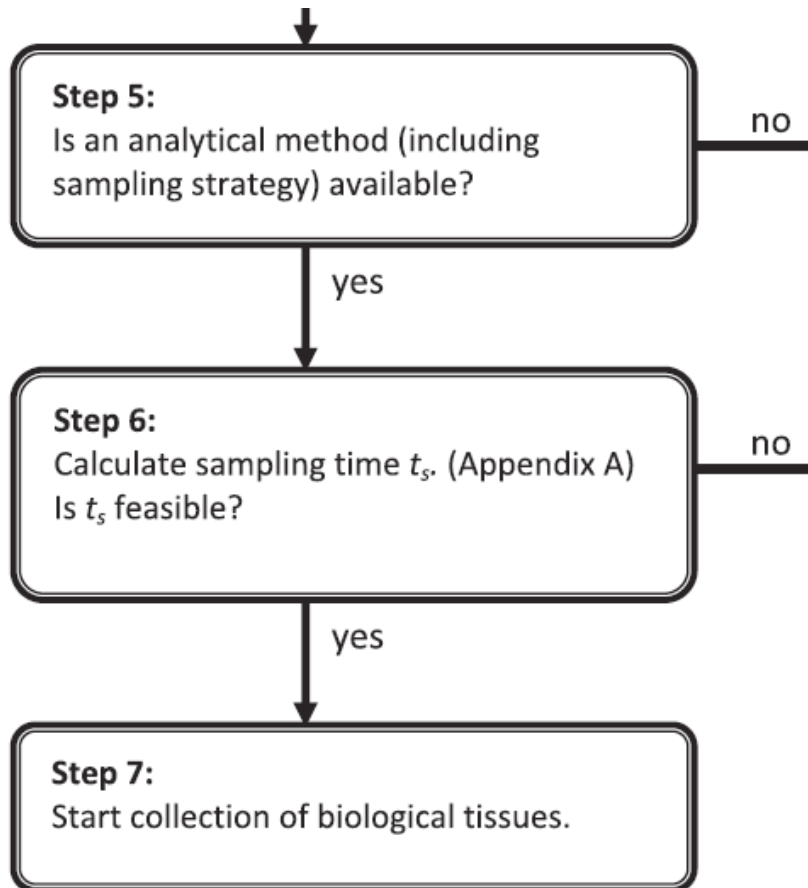 Step 5:
Is an analytical method (including
no
sampling strategy) available?
yes
Step 6:
Calculate sampling time ts. (Appendix A)
no
Is ts feasible?
yes
Step 7:
Start collection of biological tissues.